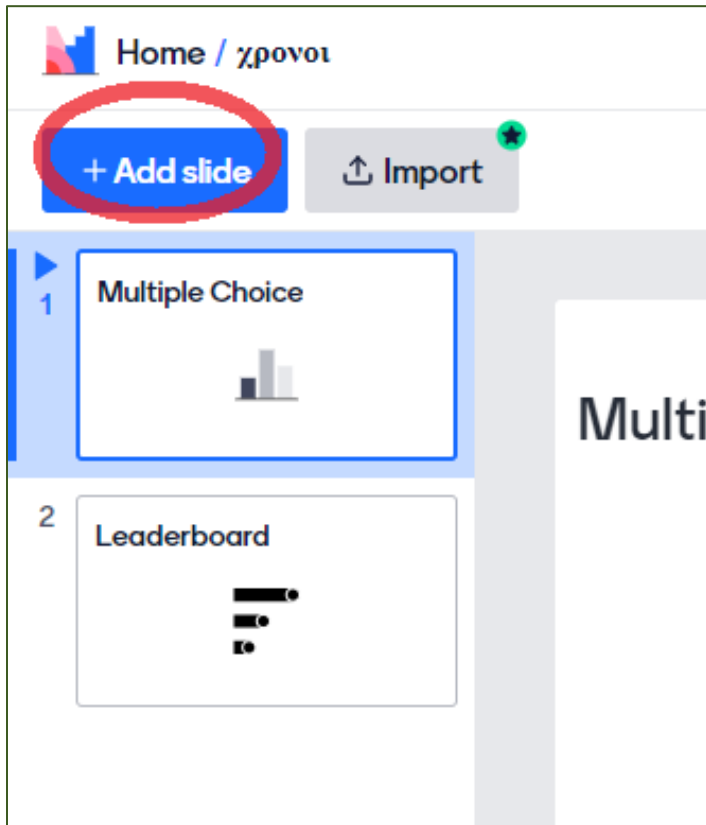 Home / χρονοι
+ Add slide Import
1
Multiple Choice
Multi
2
Leaderboard